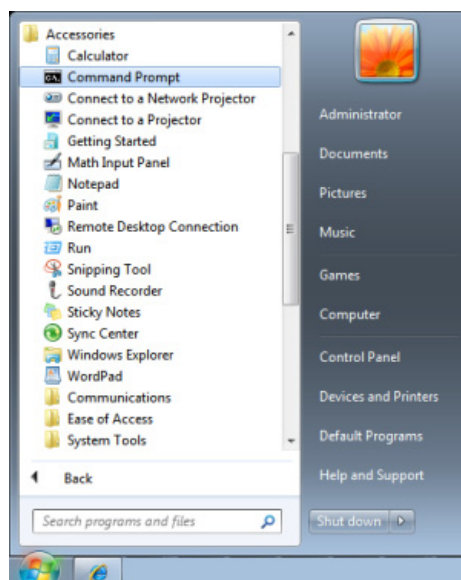 Accessories
Calculator
Command Prompt
Connect to a Network Projector
Connect to a Projector
Getting Started
Math Input Panel
Notepad
Paint
Remote Desktop Connection
Run
Snipping Tool
Sound Recorder
Sticky Notes
Sync Center
Windows Explorer
WordPad
Communications
Ease of Access
System Tools
Back
Search programs and files
Administrator
Documents
Pictures
Music
Games
Computer
Control Panel
Devices and Printers
Default Programs
Help and Support
Shut down